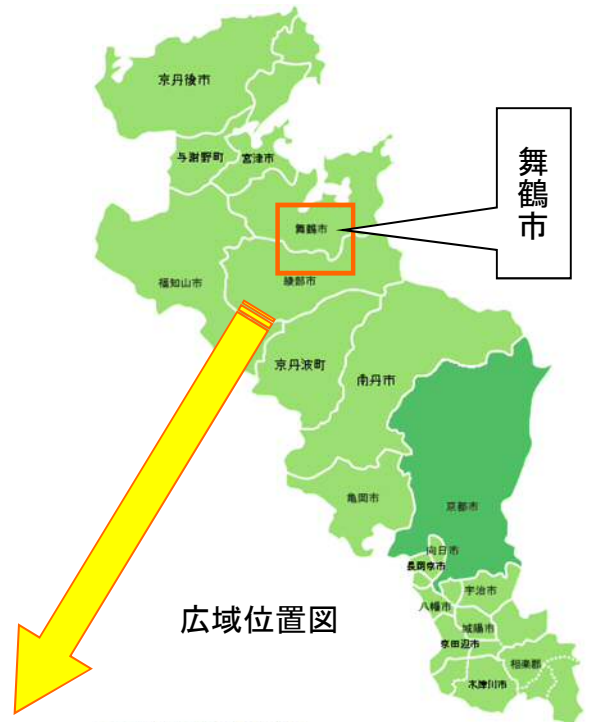 京丹後市
与謝野町
宮津市
舞鶴市
舞鶴市
福知山市
綾部市
京丹波町
南丹市
亀岡市
京都市
向日市
長岡京市
宇治市
八幡市
城陽市
京田辺市
相楽郡
木津川市
広域位置図